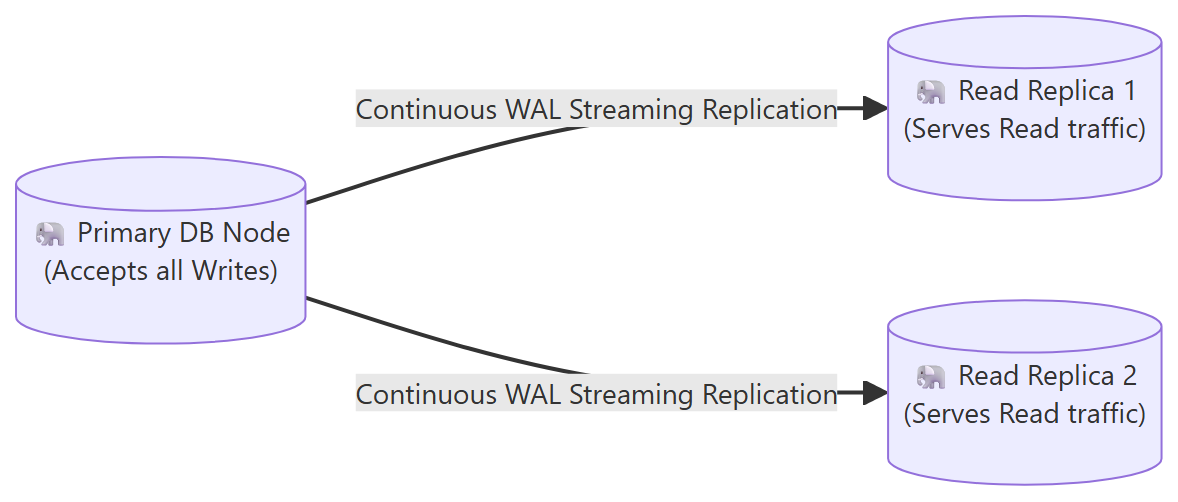 🐘 Primary DB Node
(Accepts all Writes)
Continuous WAL Streaming Replication
🐘 Read Replica 1
(Serves Read traffic)
Continuous WAL Streaming Replication
🐘 Read Replica 2
(Serves Read traffic)